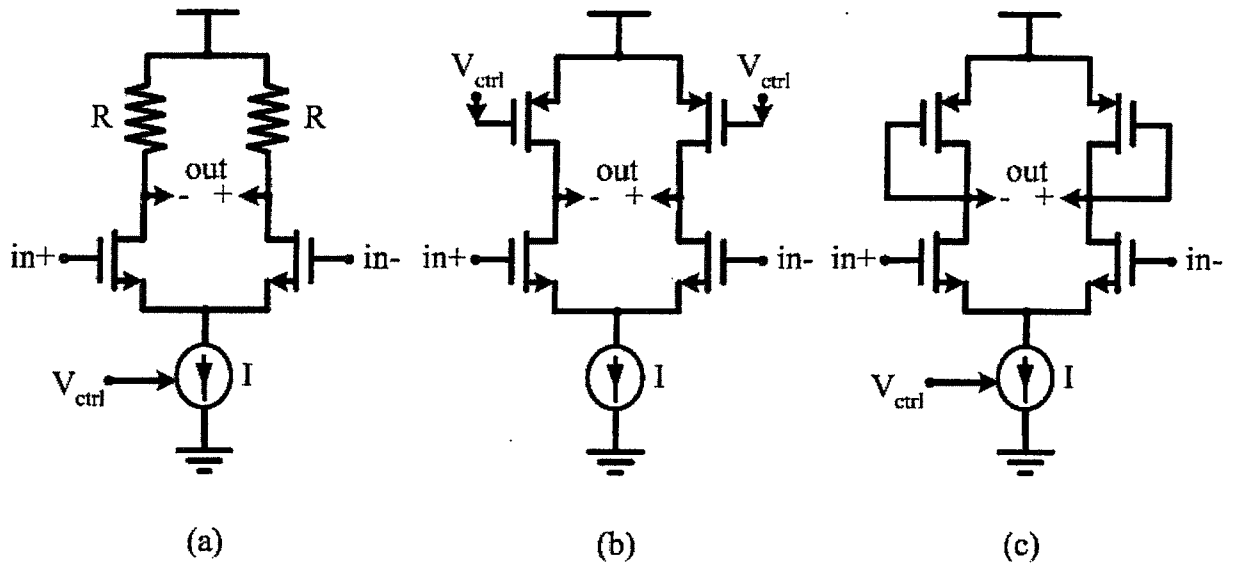 V_ctrl V_ctrl
R R
out out out
- + - + - +
in+ in- in+ in- in+ in-
I I I
V_ctrl V_ctrl
(a) (b) (c)